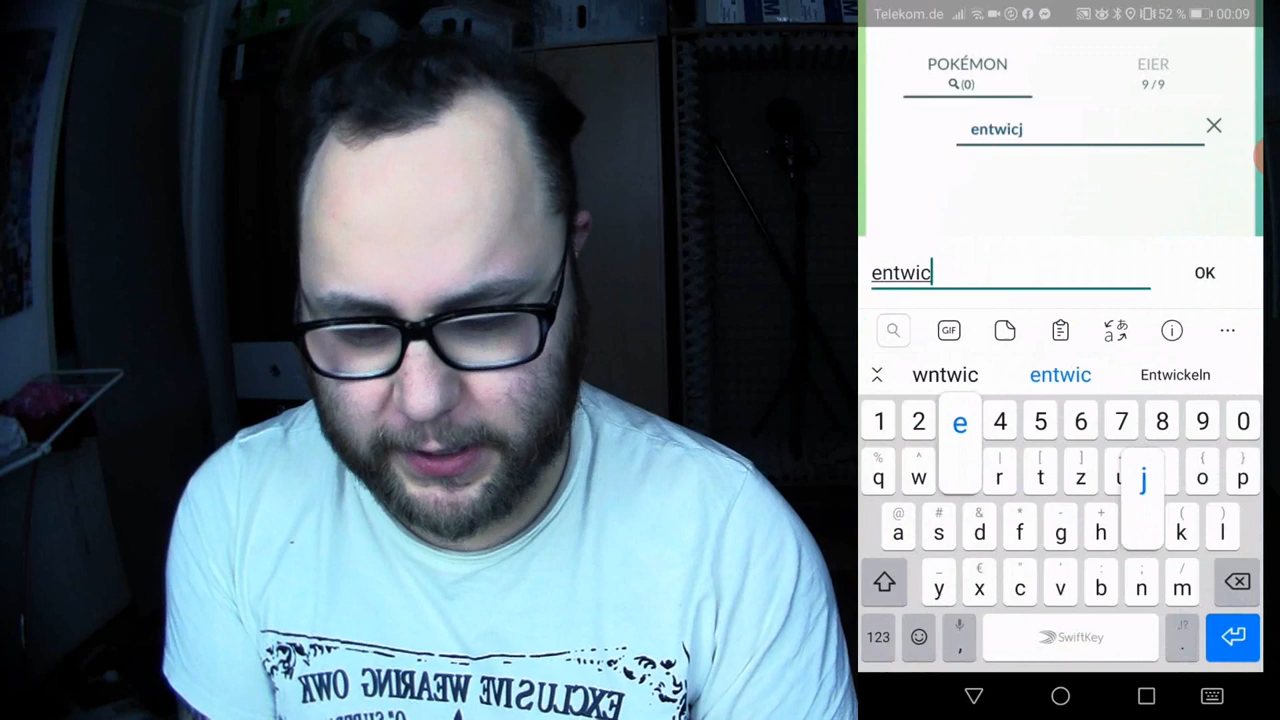 Telekom.de 52 % 00:09
POKÉMON EIER
(0) 9/9
entwicj
entwic OK
GIF
wntwic entwic Entwickeln
1 2 e 4 5 6 7 8 9 0
% ^ | [ ] { }
q w r t z u o p
j
@ # & * - + ( )
a s d f g h k l
_ € " ' : ; /
y x c v b n m
123 , SwiftKey .
,!?
EXCLUSIVE WEARING OWK